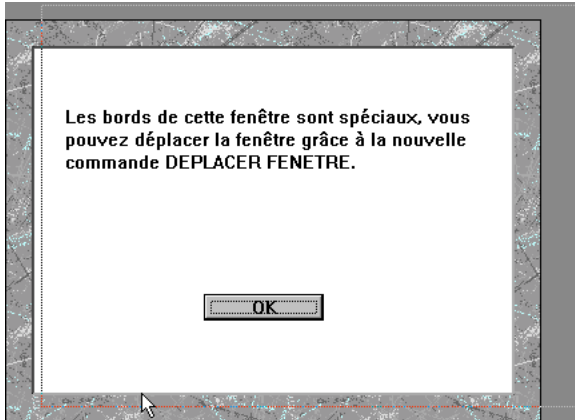 Les bords de cette fenêtre sont spéciaux, vous
pouvez déplacer la fenêtre grâce à la nouvelle
commande DEPLACER FENETRE.
OK